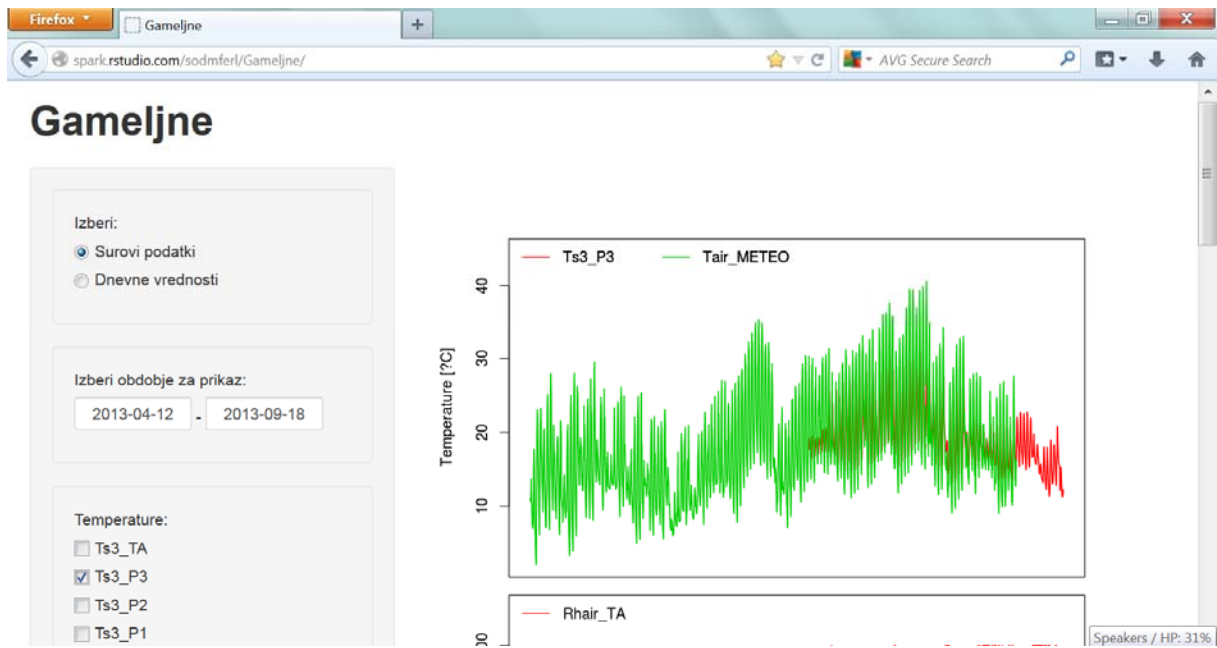 Firefox
Gameljne
spark.rstudio.com/sodmferl/Gameljne/
AVG Secure Search
Gameljne
Izberi:
Surovi podatki
Dnevne vrednosti
Izberi obdobje za prikaz:
2013-04-12 - 2013-09-18
Temperature:
Ts3_TA
Ts3_P3
Ts3_P2
Ts3_P1
Ts3_P3 Tair_METEO
Temperature [?C]
40
30
20
10
Rhair_TA
Speakers / HP: 31%